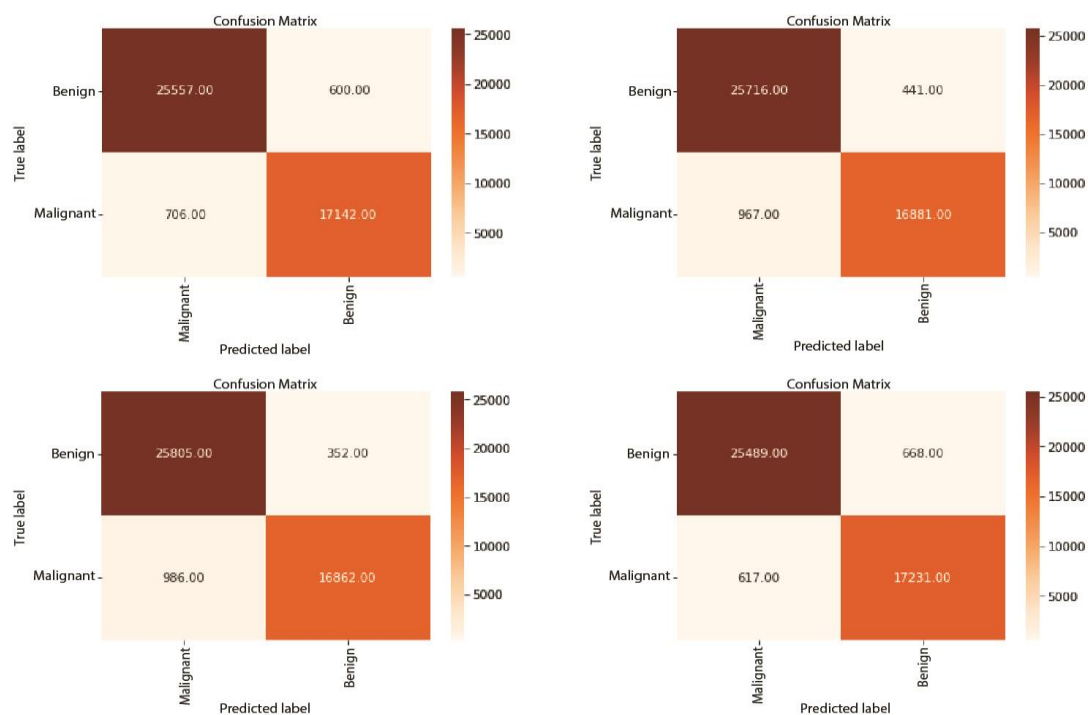 Confusion Matrix
25000
20000
15000
10000
5000
True label
Benign
25557.00 600.00
Malignant
706.00 17142.00
Malignant Benign
Predicted label
Confusion Matrix
25000
20000
15000
10000
5000
True label
Benign
25716.00 441.00
Malignant
967.00 16881.00
Malignant Benign
Predicted label
Confusion Matrix
25000
20000
15000
10000
5000
True label
Benign
25805.00 352.00
Malignant
986.00 16862.00
Malignant Benign
Predicted label
Confusion Matrix
25000
20000
15000
10000
5000
True label
Benign
25489.00 668.00
Malignant
617.00 17231.00
Malignant Benign
Predicted label